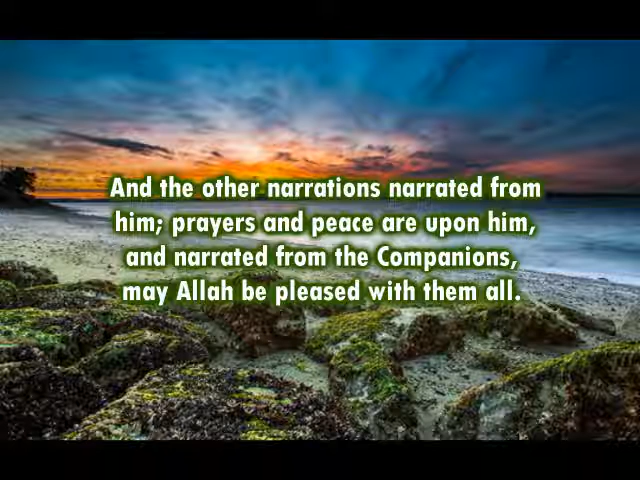 And the other narrations narrated from
him; prayers and peace are upon him,
and narrated from the Companions,
may Allah be pleased with them all.